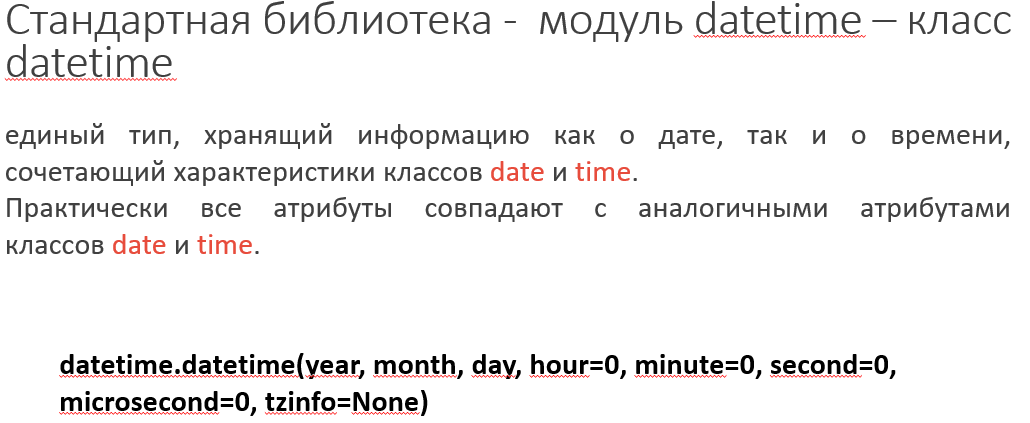 Стандартная библиотека - модуль datetime – класс
datetime
единый тип, хранящий информацию как о дате, так и о времени,
сочетающий характеристики классов date и time.
Практически все атрибуты совпадают с аналогичными атрибутами
классов date и time.
datetime.datetime(year, month, day, hour=0, minute=0, second=0,
microsecond=0, tzinfo=None)